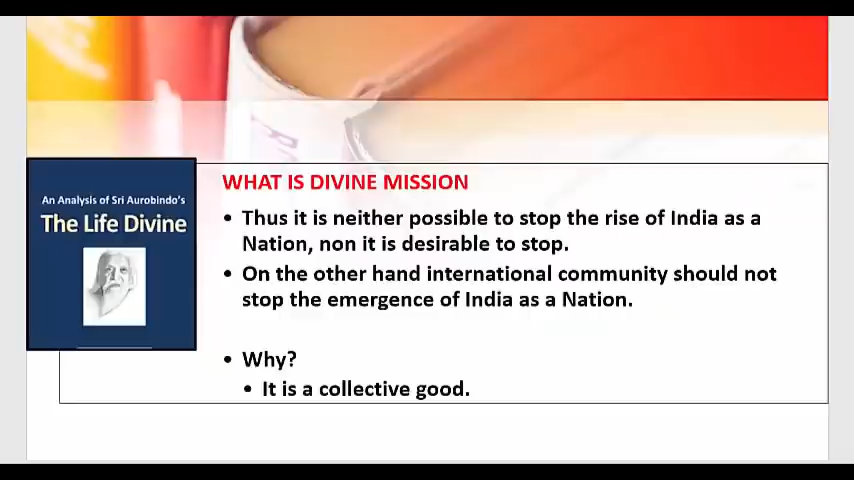 An Analysis of Sri Aurobindo's
The Life Divine
WHAT IS DIVINE MISSION
• Thus it is neither possible to stop the rise of India as a
Nation, non it is desirable to stop.
• On the other hand international community should not
stop the emergence of India as a Nation.
• Why?
• It is a collective good.